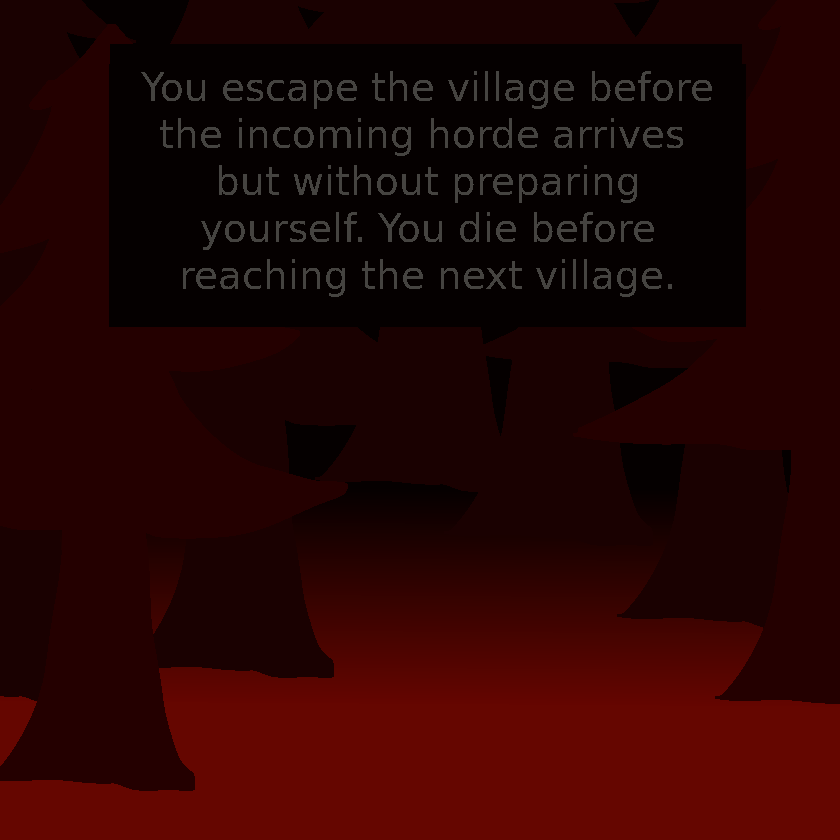 You escape the village before
the incoming horde arrives
but without preparing
yourself. You die before
reaching the next village.